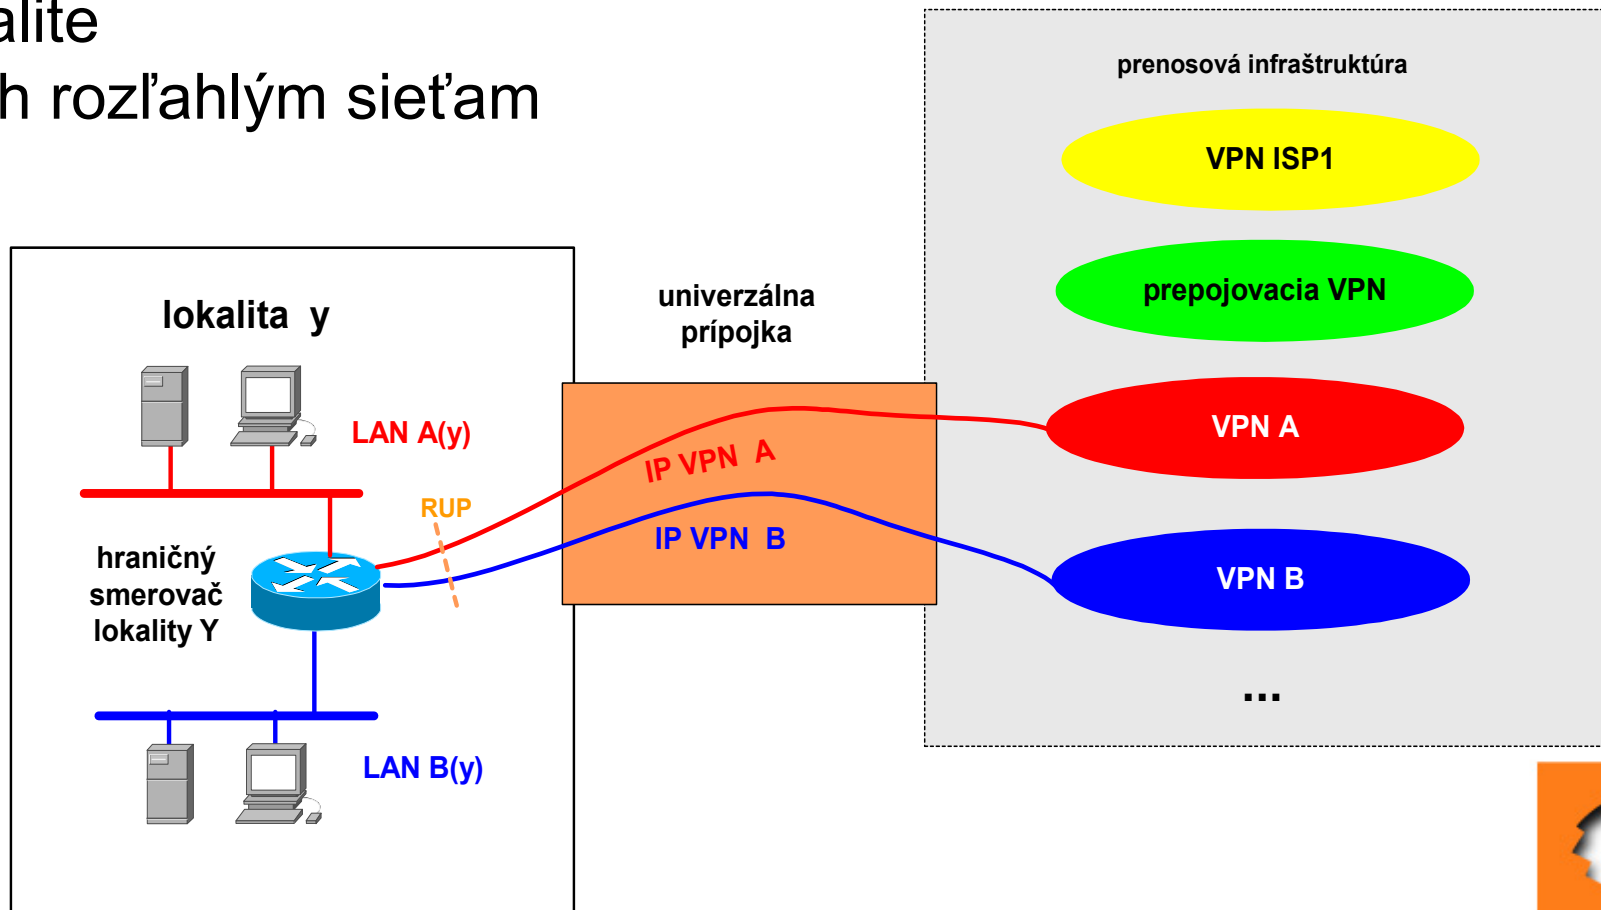 alite
h rozľahlým sieťam
prenosová infraštruktúra
VPN ISP1
prepojovacia VPN
VPN A
VPN B
...
univerzálna
prípojka
IP VPN A
IP VPN B
lokalita y
LAN A(y)
RUP
hraničný
smerovač
lokality Y
LAN B(y)